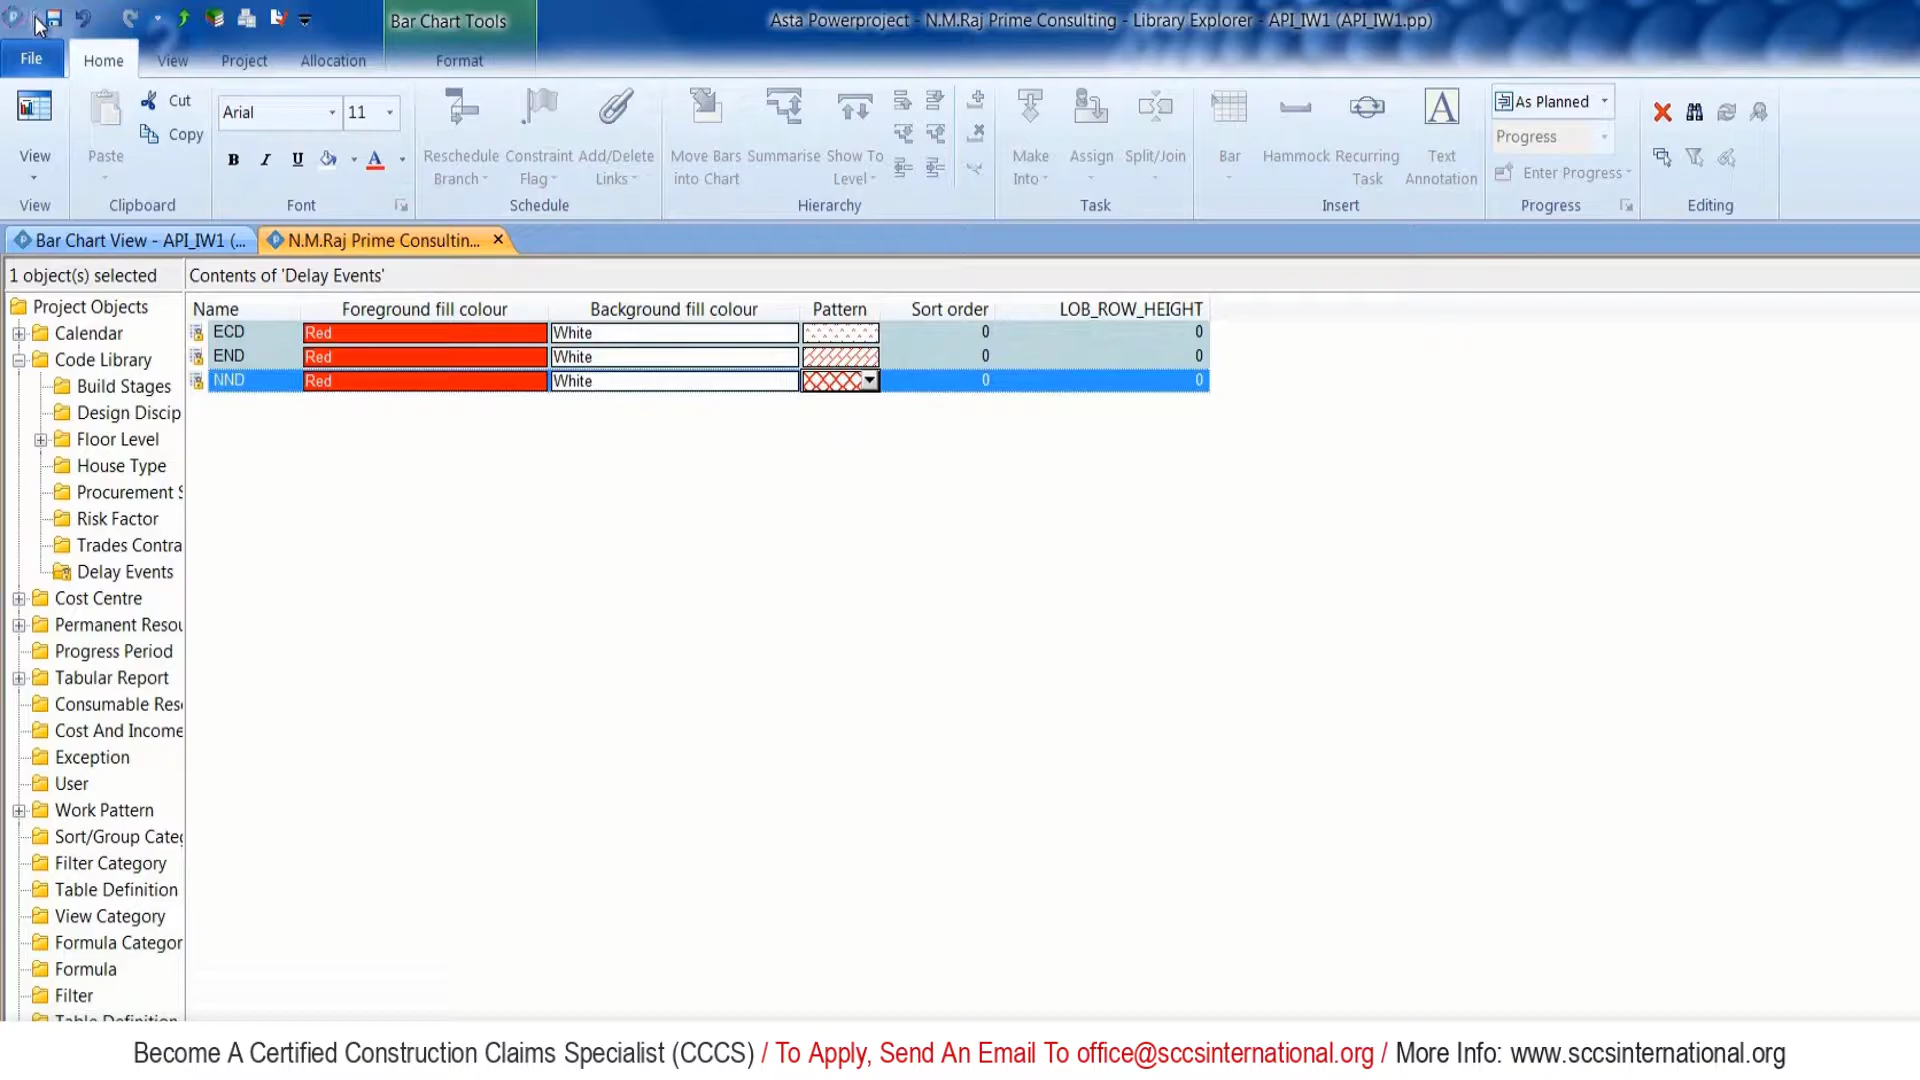 Bar Chart Tools
Asta Powerproject - N.M.Raj Prime Consulting - Library Explorer - API_IW1 (API_IW1.pp)
File Home View Project Allocation Format
Cut
Copy
Paste
Arial 11
B I U A
View
Reschedule Branch
Constraint Flag
Add/Delete Links
Move Bars into Chart
Summarise
Show To Level
Make Into
Assign
Split/Join
Bar
Hammock
Recurring Task
A
Text Annotation
As Planned
Progress
Enter Progress
View Clipboard Font Schedule Hierarchy Task Insert Progress Editing
Bar Chart View - API_IW1 (...
N.M.Raj Prime Consultin...
1 object(s) selected
Contents of 'Delay Events'
Name Foreground fill colour Background fill colour Pattern Sort order LOB_ROW_HEIGHT
ECD Red White 0 0
END Red White 0 0
NND Red White 0 0
Project Objects
Calendar
Code Library
Build Stages
Design Discip
Floor Level
House Type
Procurement S
Risk Factor
Trades Contra
Delay Events
Cost Centre
Permanent Resou
Progress Period
Tabular Report
Consumable Res
Cost And Income
Exception
User
Work Pattern
Sort/Group Categ
Filter Category
Table Definition
View Category
Formula Categor
Formula
Filter
Table Definition
Become A Certified Construction Claims Specialist (CCCS) / To Apply, Send An Email To office@sccsinternational.org / More Info: www.sccsinternational.org